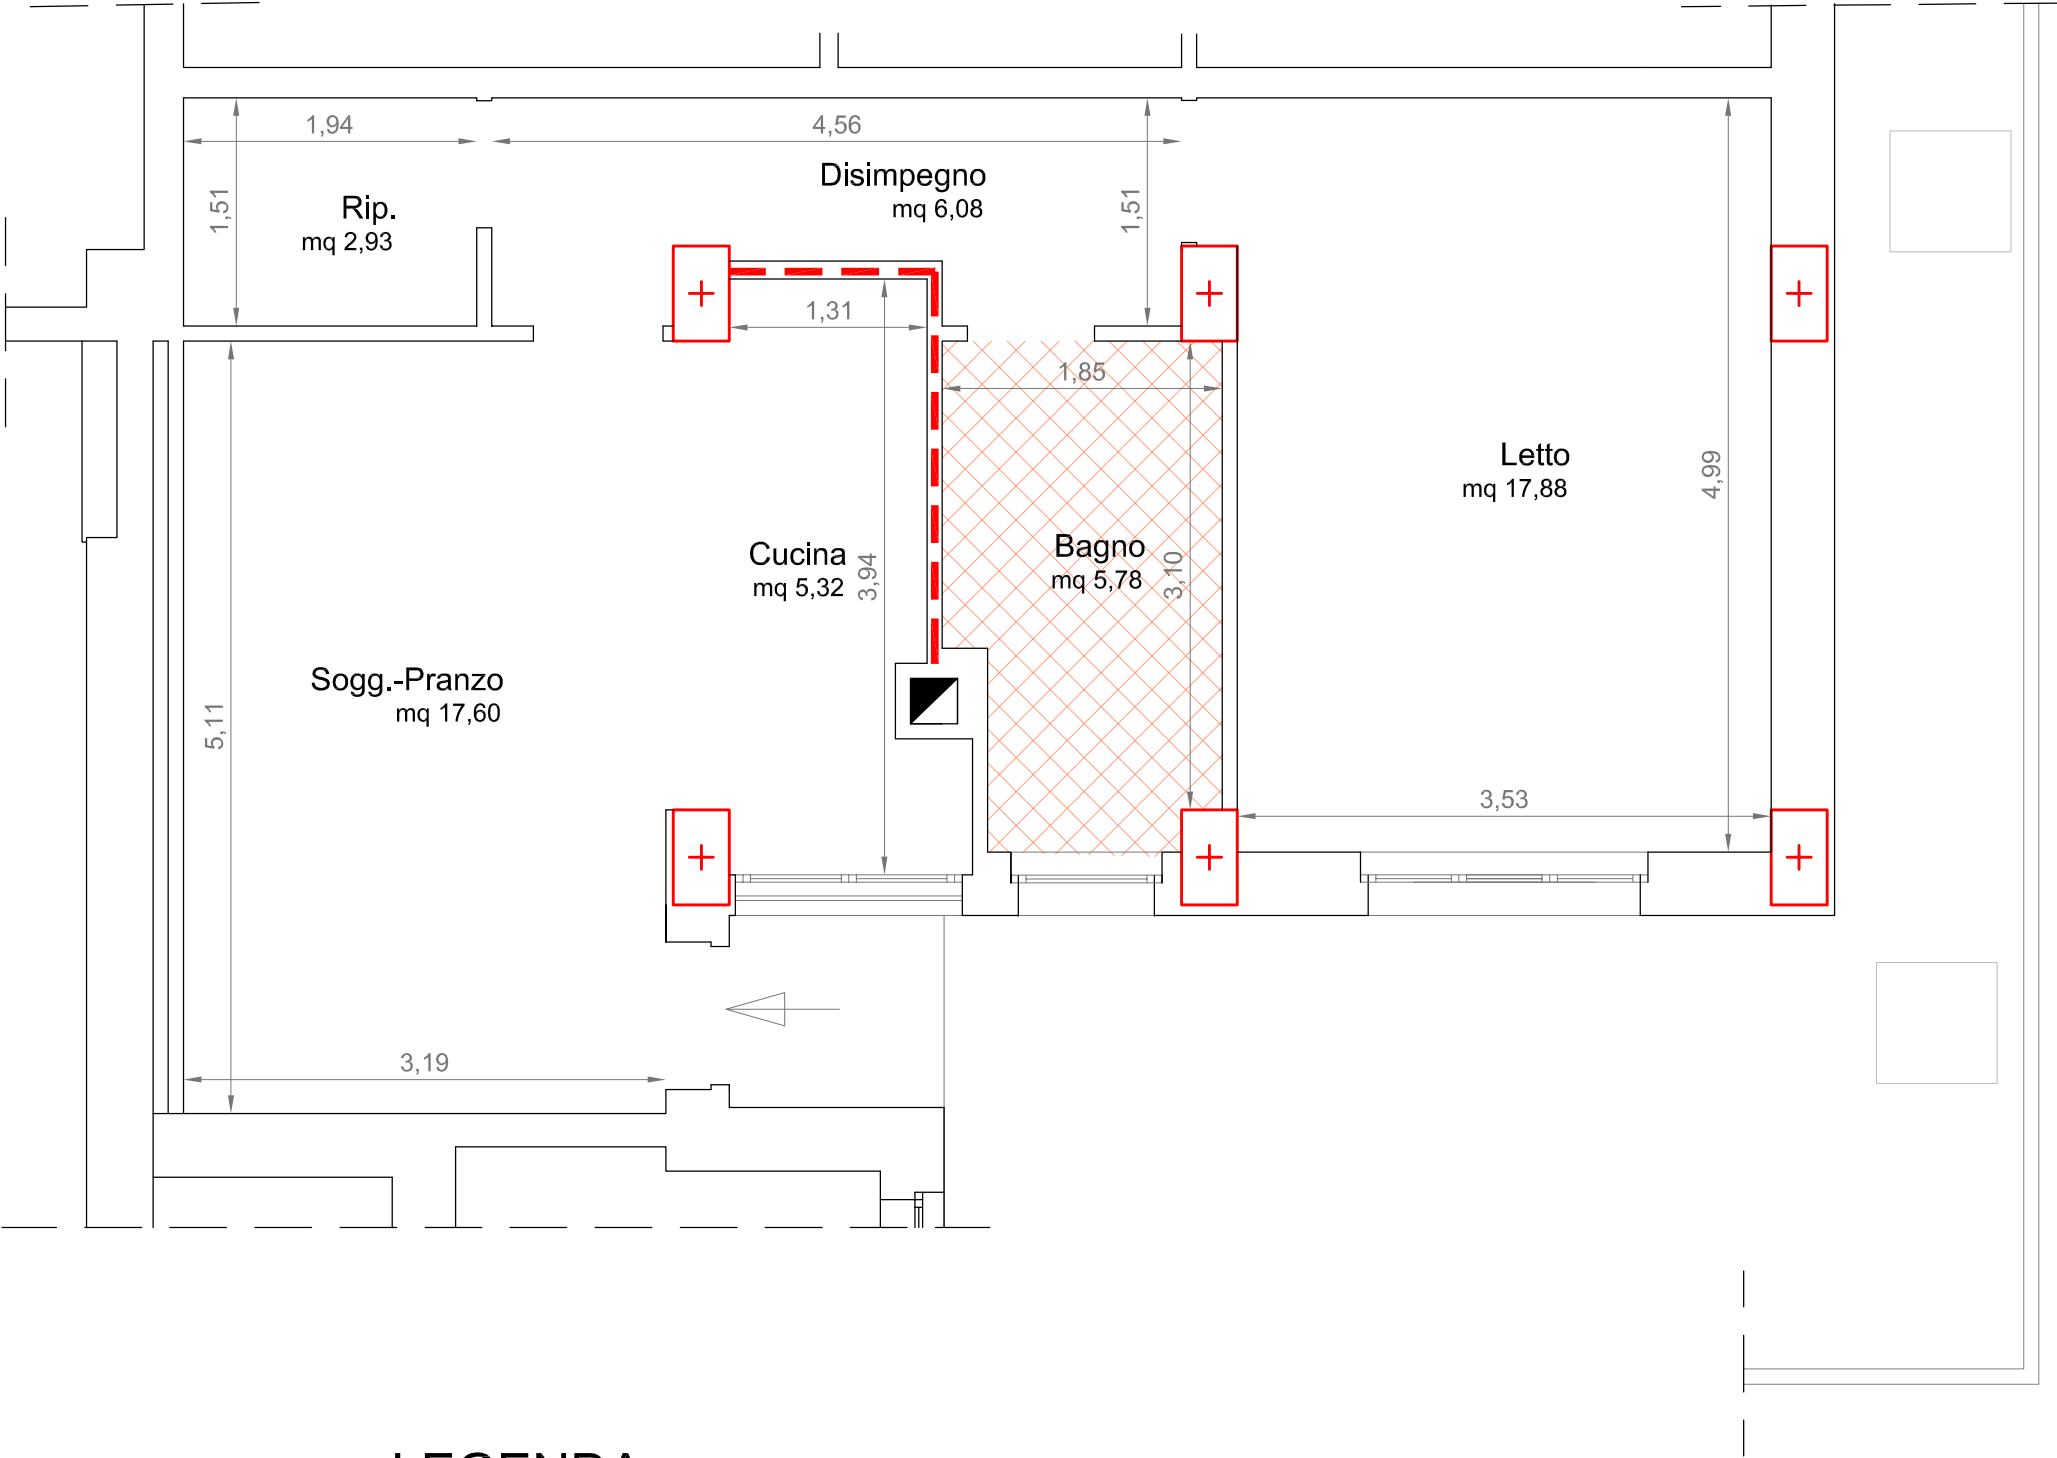 1,94
4,56
1,51
Rip.
mq 2,93
Disimpegno
mq 6,08
1,51
1,31
1,85
Letto
mq 17,88
4,99
Cucina
mq 5,32
3,94
Bagno
mq 5,78
3,10
Sogg.-Pranzo
mq 17,60
5,11
3,53
3,19
LEGENDA